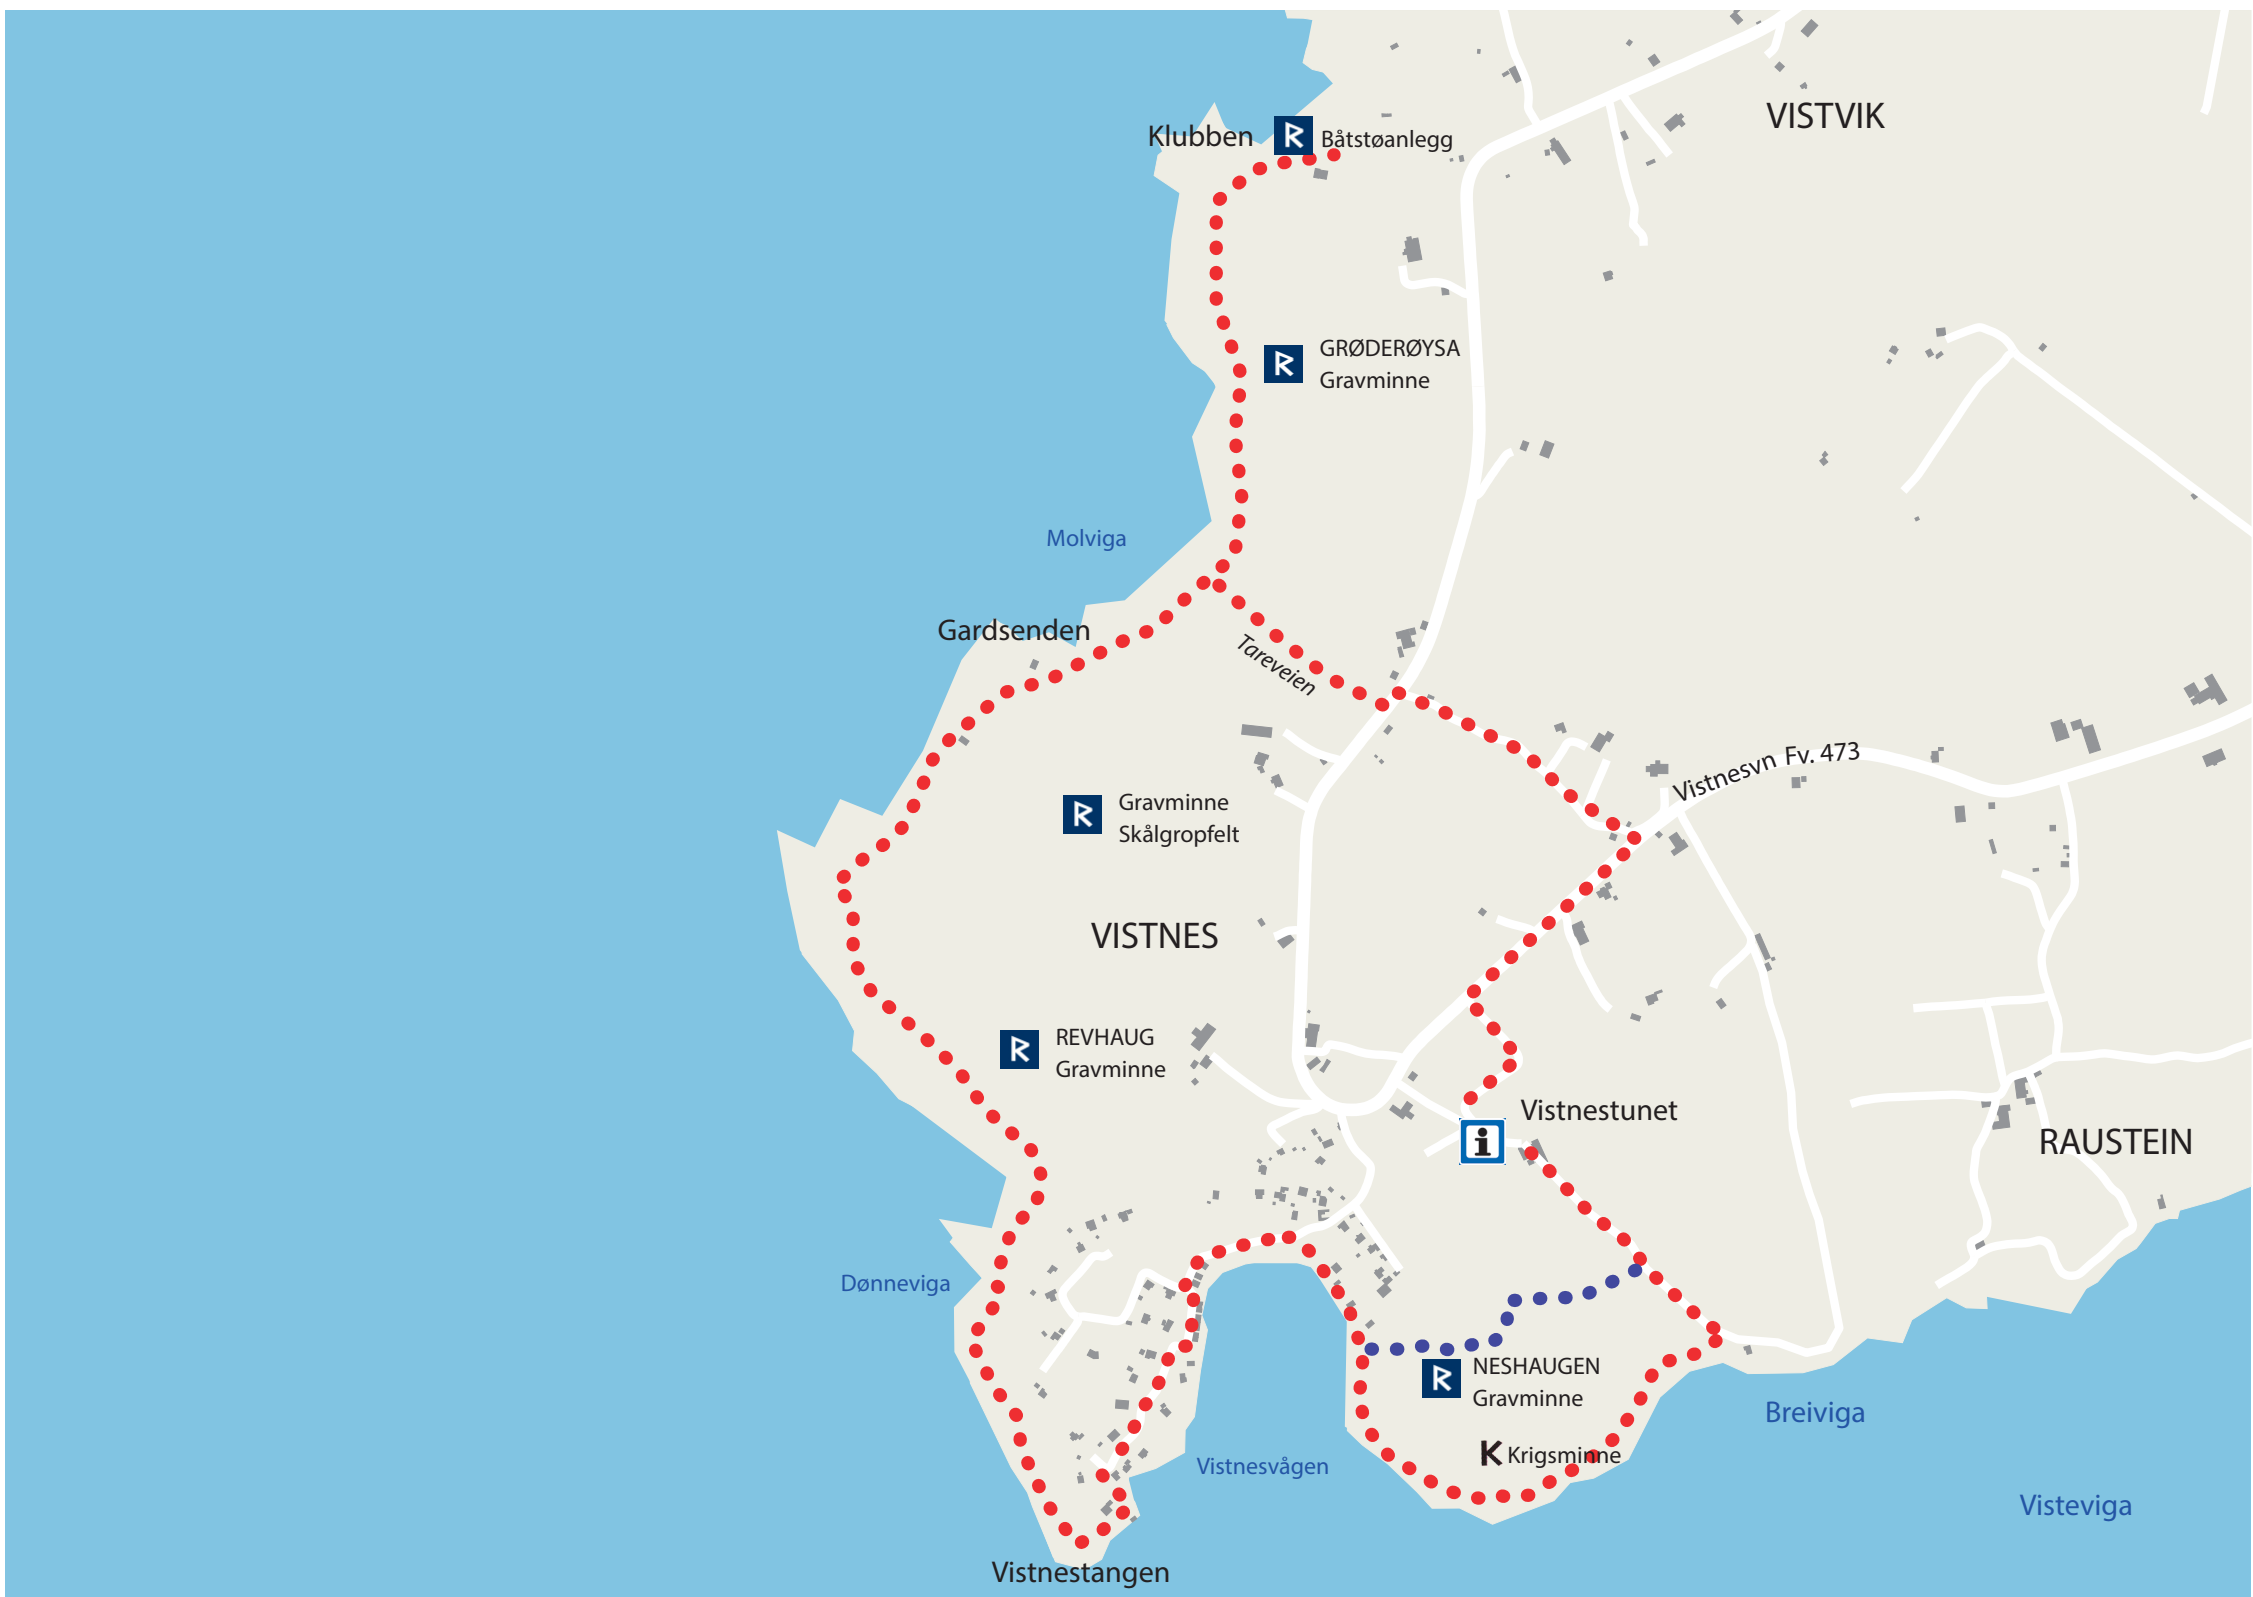 VISTVIK
Klubben
Båtstøanlegg
GRØDERØYSA
Gravminne
Molviga
Gardsenden
Tareveien
Vistnesvn Fv. 473
Gravminne
Skålgropfelt
VISTNES
REVHAUG
Gravminne
Vistnestunet
RAUSTEIN
Dønneviga
NESHAUGEN
Gravminne
Breiviga
K Krigsminne
Vistnesvågen
Visteviga
Vistnestangen